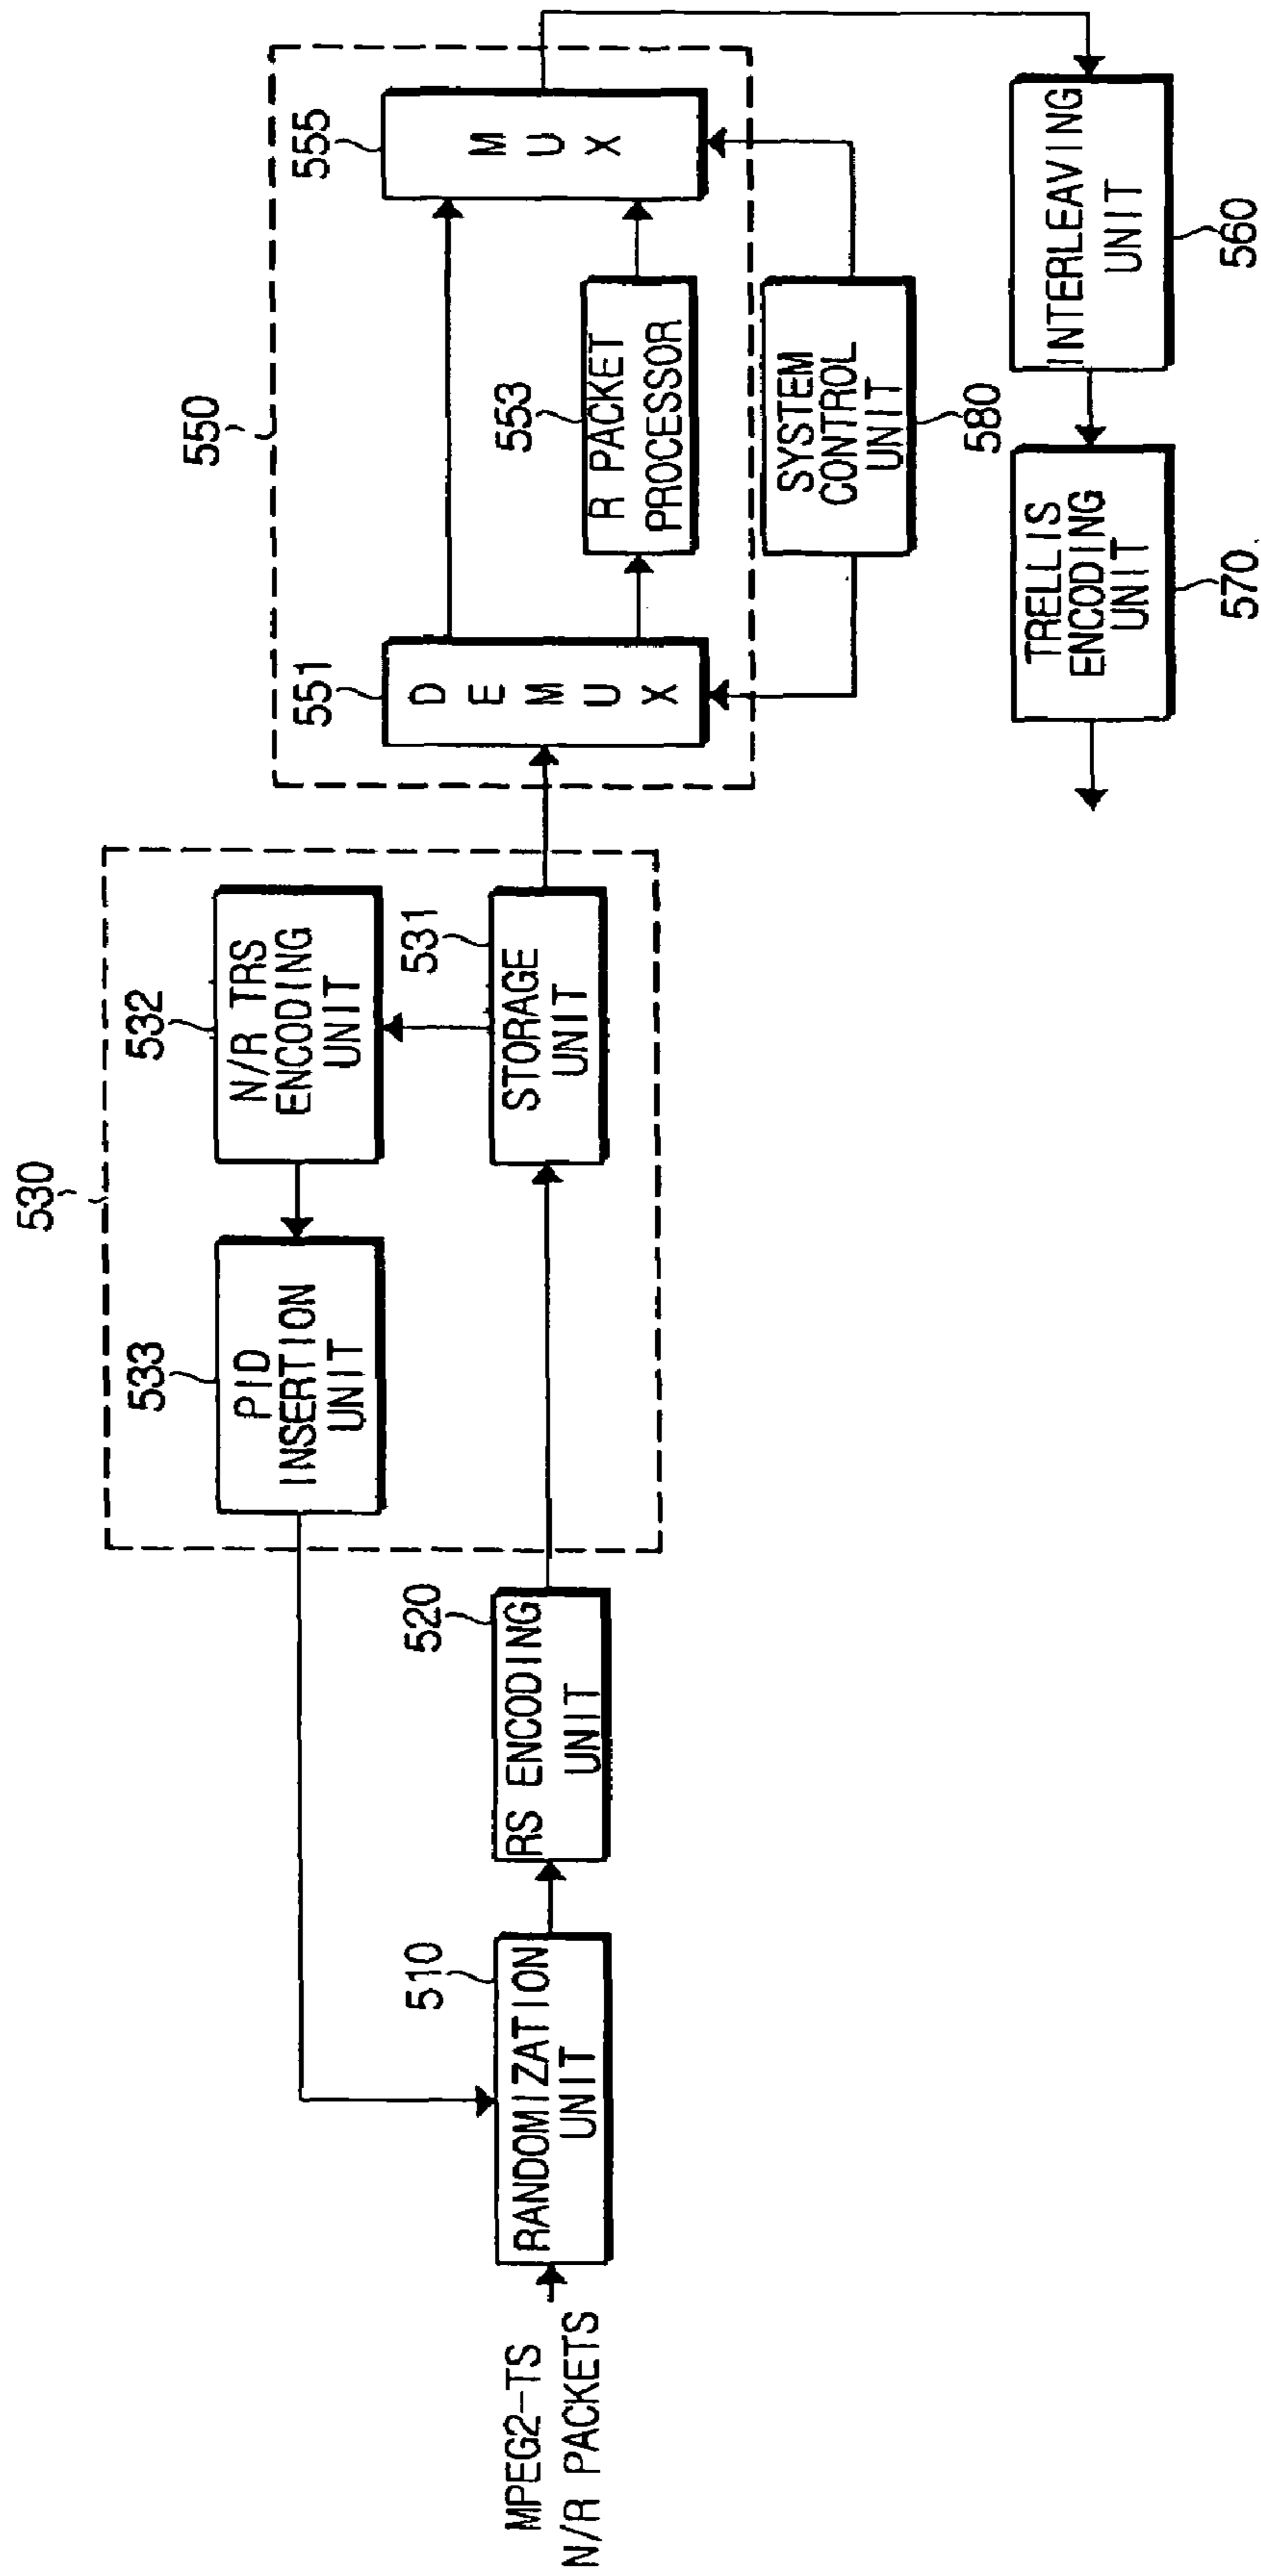 530
533
PID
INSERTION
UNIT
532
N/R TRS
ENCODING
UNIT
550
551
DEMUX
555
MUX
553
R PACKET
PROCESSOR
MPEG2-TS
N/R PACKETS
510
RANDOMIZATION
UNIT
520
RS ENCODING
UNIT
531
STORAGE
UNIT
SYSTEM
CONTROL
UNIT
580
TRELLIS
ENCODING
UNIT
570
INTERLEAVING
UNIT
560